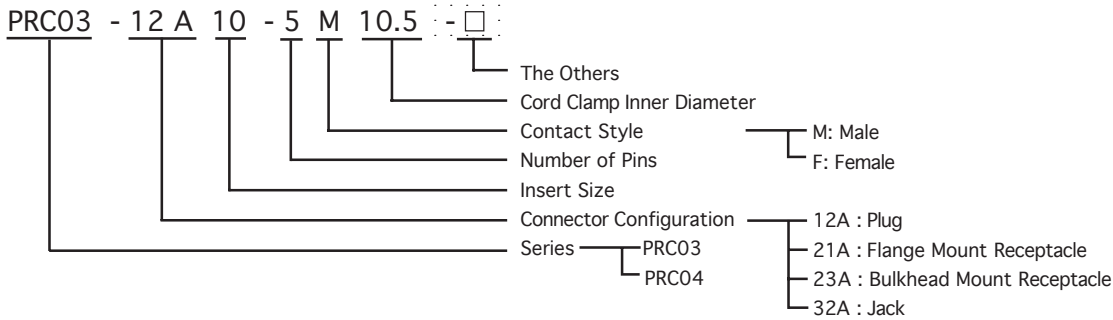 PRC03 - 12 A 10 - 5 M 10.5 - □
The Others
Cord Clamp Inner Diameter
Contact Style
M: Male
Number of Pins
F: Female
Insert Size
Connector Configuration
12A : Plug
Series
PRC03
21A : Flange Mount Receptacle
PRC04
23A : Bulkhead Mount Receptacle
32A : Jack